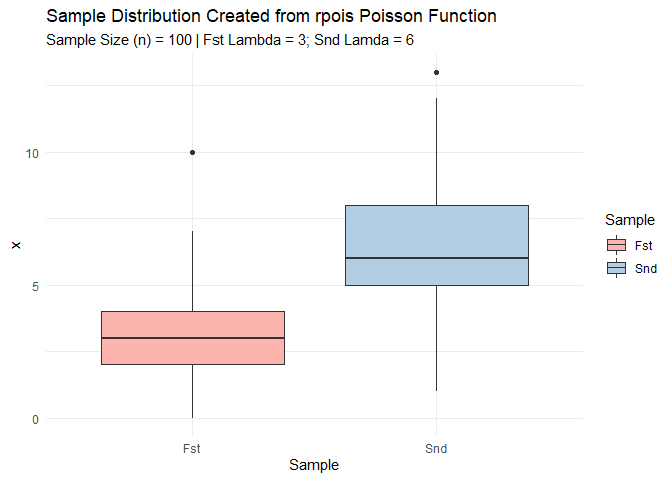 Sample Distribution Created from rpois Poisson Function
Sample Size (n) = 100 | Fst Lambda = 3; Snd Lamda = 6
10
5
0
x
Fst
Snd
Sample
Sample
Fst
Snd